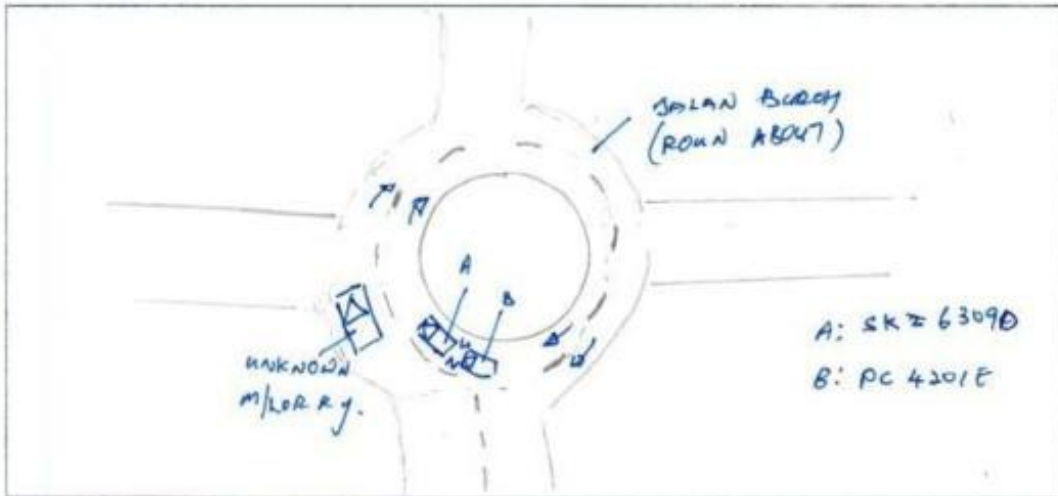 JALAN BUROH
(ROUN ABOUT)
A
B
A: SKZ 6309D
B: PC 4201E
UNKNOWN
M/LORRY.